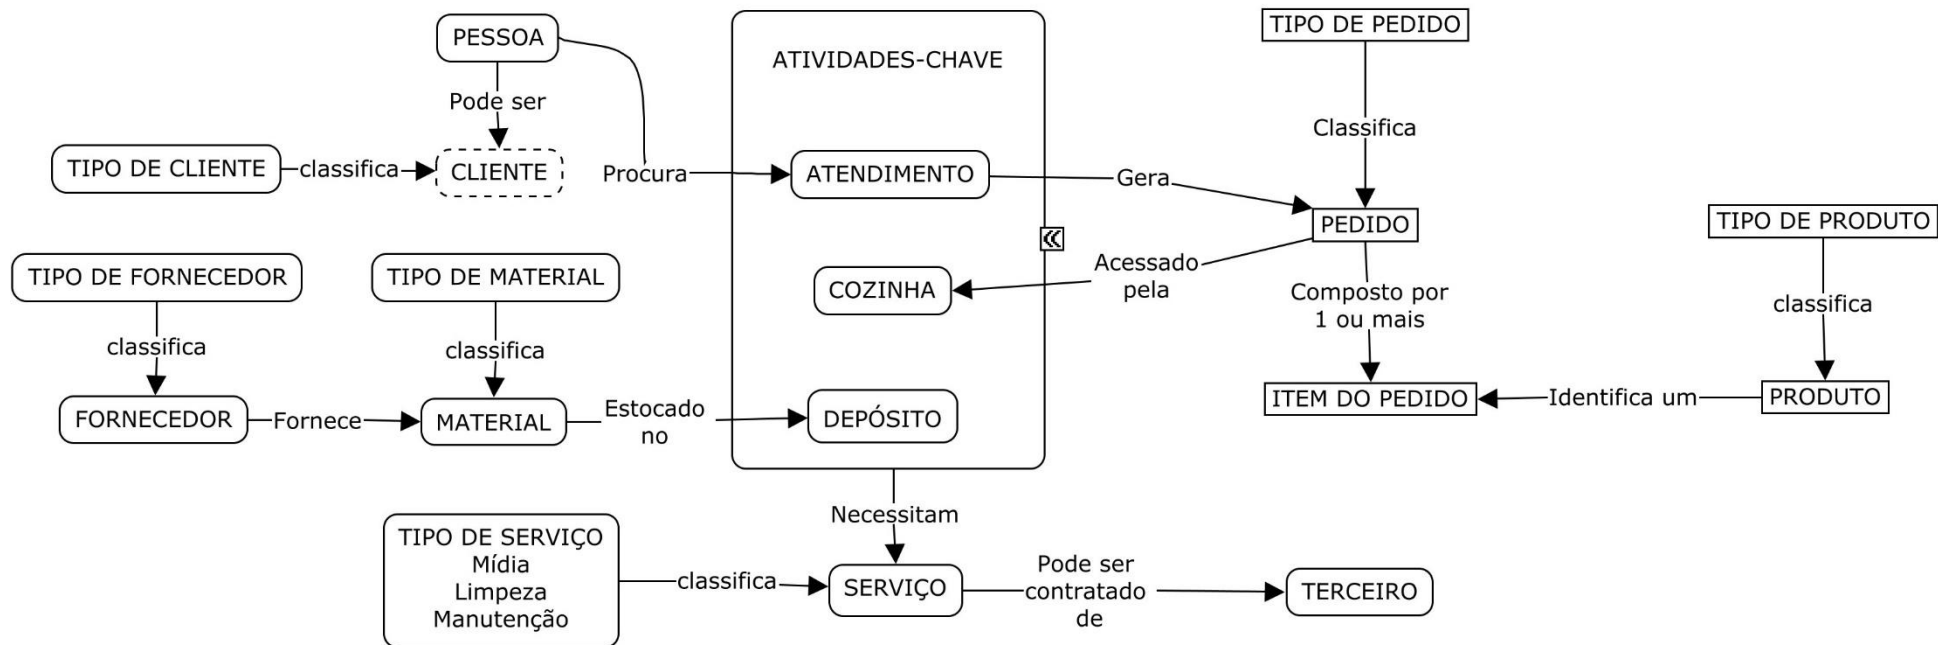 TIPO DE PEDIDO
PESSOA
ATIVIDADES-CHAVE
Pode ser
Classifica
TIPO DE CLIENTE
classifica
CLIENTE
Procura
ATENDIMENTO
Gera
PEDIDO
TIPO DE PRODUTO
TIPO DE FORNECEDOR
TIPO DE MATERIAL
COZINHA
Acessado
pela
Composto por
1 ou mais
classifica
classifica
classifica
FORNECEDOR
Fornece
MATERIAL
Estocado
no
DEPÓSITO
ITEM DO PEDIDO
Identifica um
PRODUTO
Necessitam
TIPO DE SERVIÇO
Mídia
Limpeza
Manutenção
classifica
SERVIÇO
Pode ser
contratado
de
TERCEIRO